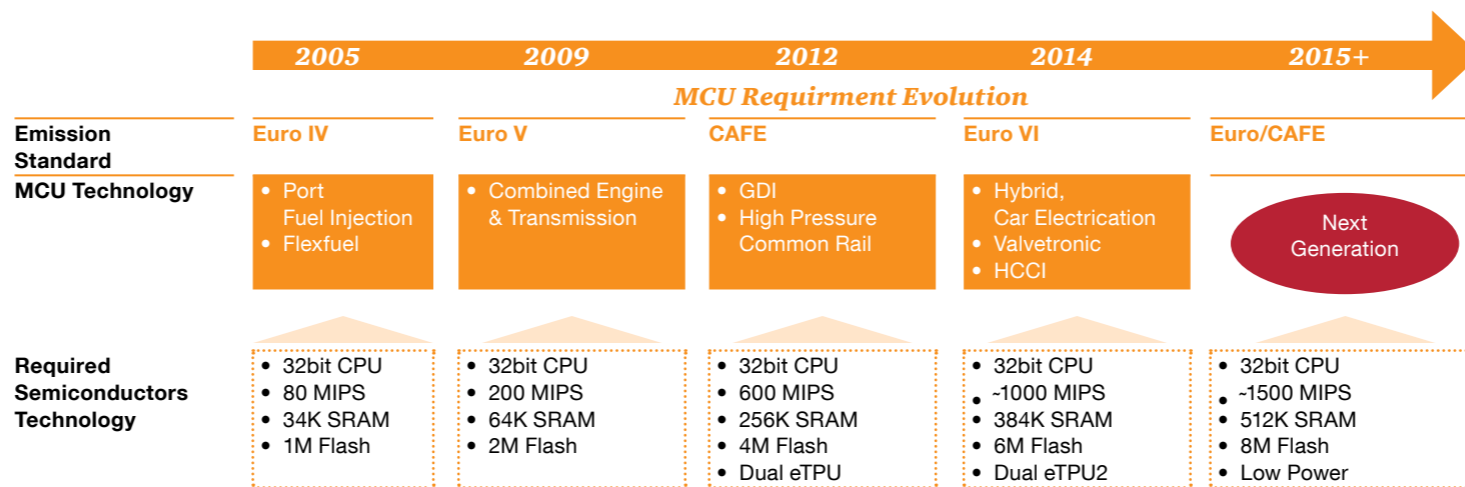 2005
2009
2012
2014
2015+
MCU Requirment Evolution
Emission
Standard
Euro IV
Euro V
CAFE
Euro VI
Euro/CAFE
MCU Technology
• Port
Fuel Injection
• Flexfuel
• Combined Engine
& Transmission
• GDI
• High Pressure
Common Rail
• Hybrid,
Car Electrication
• Valvetronic
• HCCI
Next
Generation
Required
Semiconductors
Technology
• 32bit CPU
• 80 MIPS
• 34K SRAM
• 1M Flash
• 32bit CPU
• 200 MIPS
• 64K SRAM
• 2M Flash
• 32bit CPU
• 600 MIPS
• 256K SRAM
• 4M Flash
• Dual eTPU
• 32bit CPU
• ~1000 MIPS
• 384K SRAM
• 6M Flash
• Dual eTPU2
• 32bit CPU
• ~1500 MIPS
• 512K SRAM
• 8M Flash
• Low Power